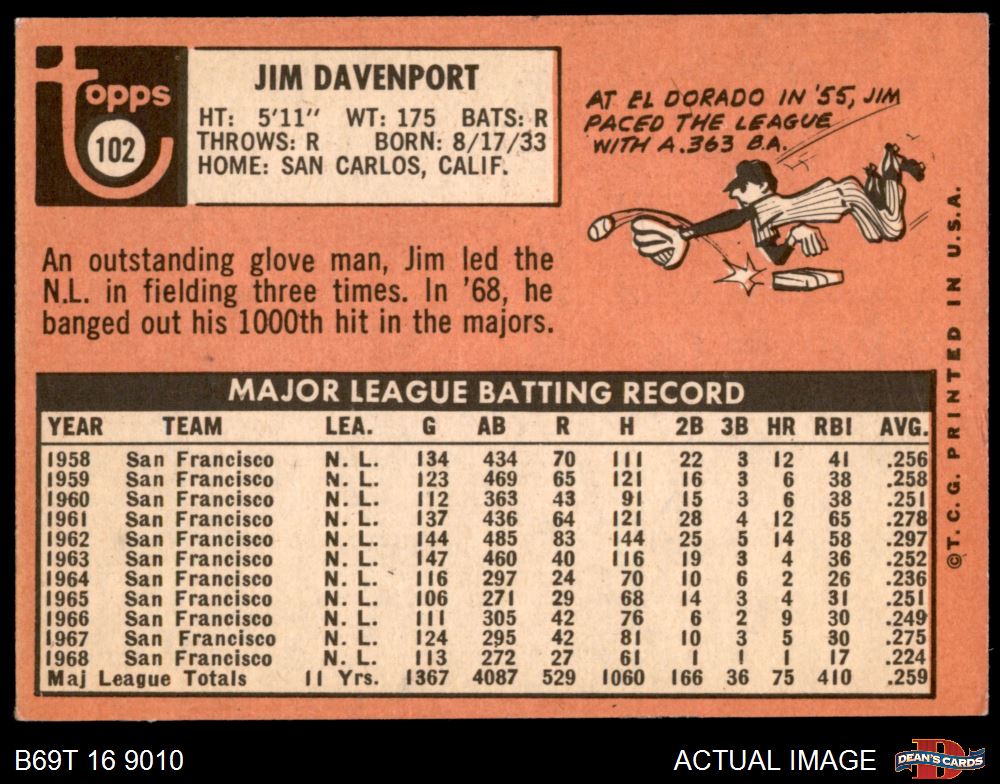 topps
102
JIM DAVENPORT
HT: 5'11" WT: 175 BATS: R
THROWS: R BORN: 8/17/33
HOME: SAN CARLOS, CALIF.
AT EL DORADO IN '55, JIM
PACED THE LEAGUE
WITH A .363 B.A.
An outstanding glove man, Jim led the
N.L. in fielding three times. In '68, he
banged out his 1000th hit in the majors.
MAJOR LEAGUE BATTING RECORD
YEAR TEAM LEA. G AB R H 2B 3B HR RBI AVG.
1958 San Francisco N. L. 134 434 70 111 22 3 12 41 .256
1959 San Francisco N. L. 123 469 65 121 16 3 6 38 .258
1960 San Francisco N. L. 112 363 43 91 15 3 6 38 .251
1961 San Francisco N. L. 137 436 64 121 28 4 12 65 .278
1962 San Francisco N. L. 144 485 83 144 25 5 14 58 .297
1963 San Francisco N. L. 147 460 40 116 19 3 4 36 .252
1964 San Francisco N. L. 116 297 24 70 10 6 2 26 .236
1965 San Francisco N. L. 106 271 29 68 14 3 4 31 .251
1966 San Francisco N. L. 111 305 42 76 6 2 9 30 .249
1967 San Francisco N. L. 124 295 42 81 10 3 5 30 .275
1968 San Francisco N. L. 113 272 27 61 1 1 1 17 .224
Maj League Totals 11 Yrs. 1367 4087 529 1060 166 36 75 410 .259
©T. C. G. PRINTED IN U.S.A.
B69T 16 9010
ACTUAL IMAGE
D
DEAN'S CARDS